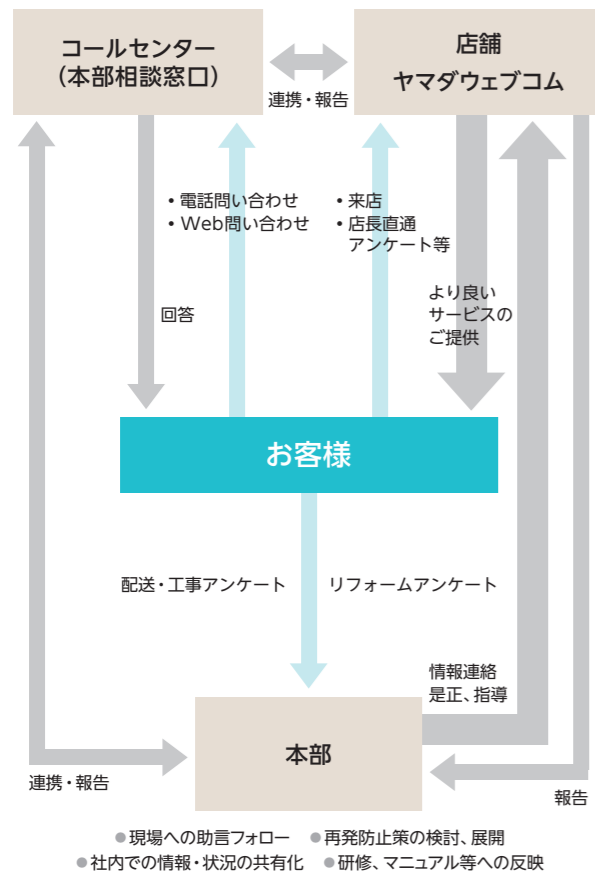 コールセンター
（本部相談窓口）
連携・報告
店舗
ヤマダウェブコム
・電話問い合わせ
・Web問い合わせ
・来店
・店長直通
アンケート等
回答
より良い
サービスの
ご提供
お客様
配送・工事アンケート
リフォームアンケート
情報連絡
是正、指導
本部
連携・報告
報告
●現場への助言フォロー ●再発防止策の検討、展開
●社内での情報・状況の共有化 ●研修、マニュアル等への反映